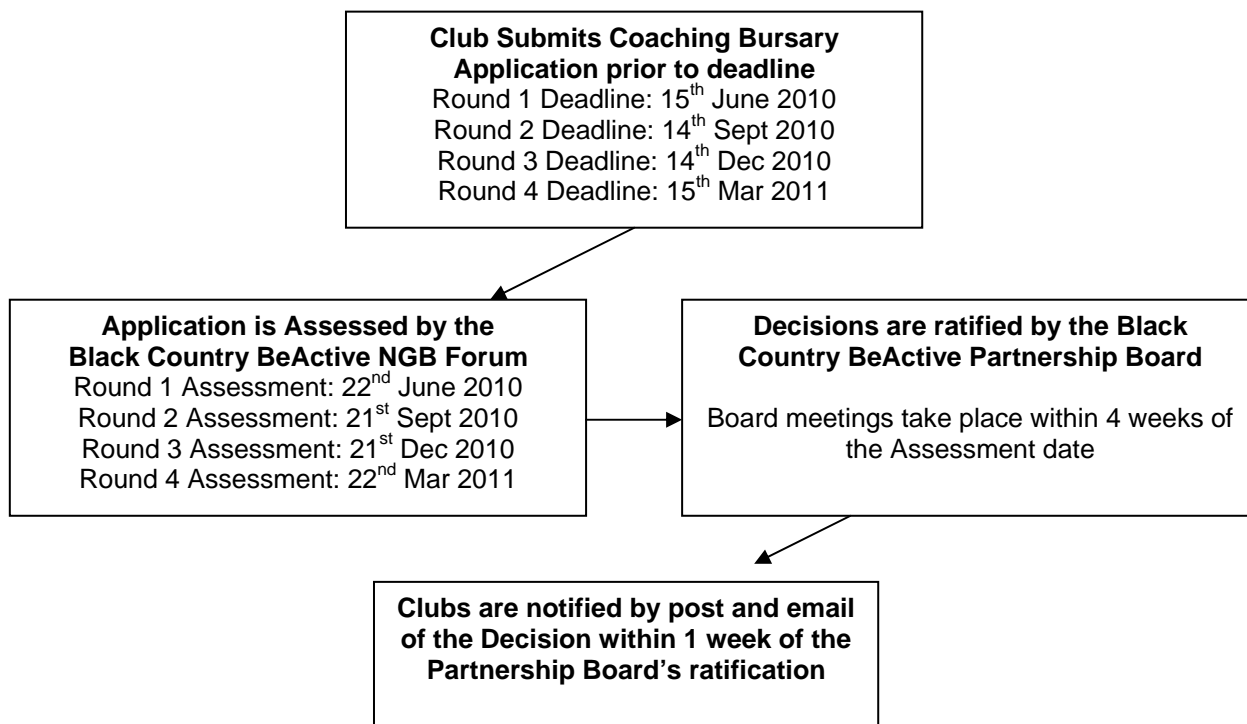 Club Submits Coaching Bursary
Application prior to deadline
Round 1 Deadline: 15th June 2010
Round 2 Deadline: 14th Sept 2010
Round 3 Deadline: 14th Dec 2010
Round 4 Deadline: 15th Mar 2011
Application is Assessed by the
Black Country BeActive NGB Forum
Round 1 Assessment: 22nd June 2010
Round 2 Assessment: 21st Sept 2010
Round 3 Assessment: 21st Dec 2010
Round 4 Assessment: 22nd Mar 2011
Decisions are ratified by the Black
Country BeActive Partnership Board
Board meetings take place within 4 weeks of
the Assessment date
Clubs are notified by post and email
of the Decision within 1 week of the
Partnership Board’s ratification